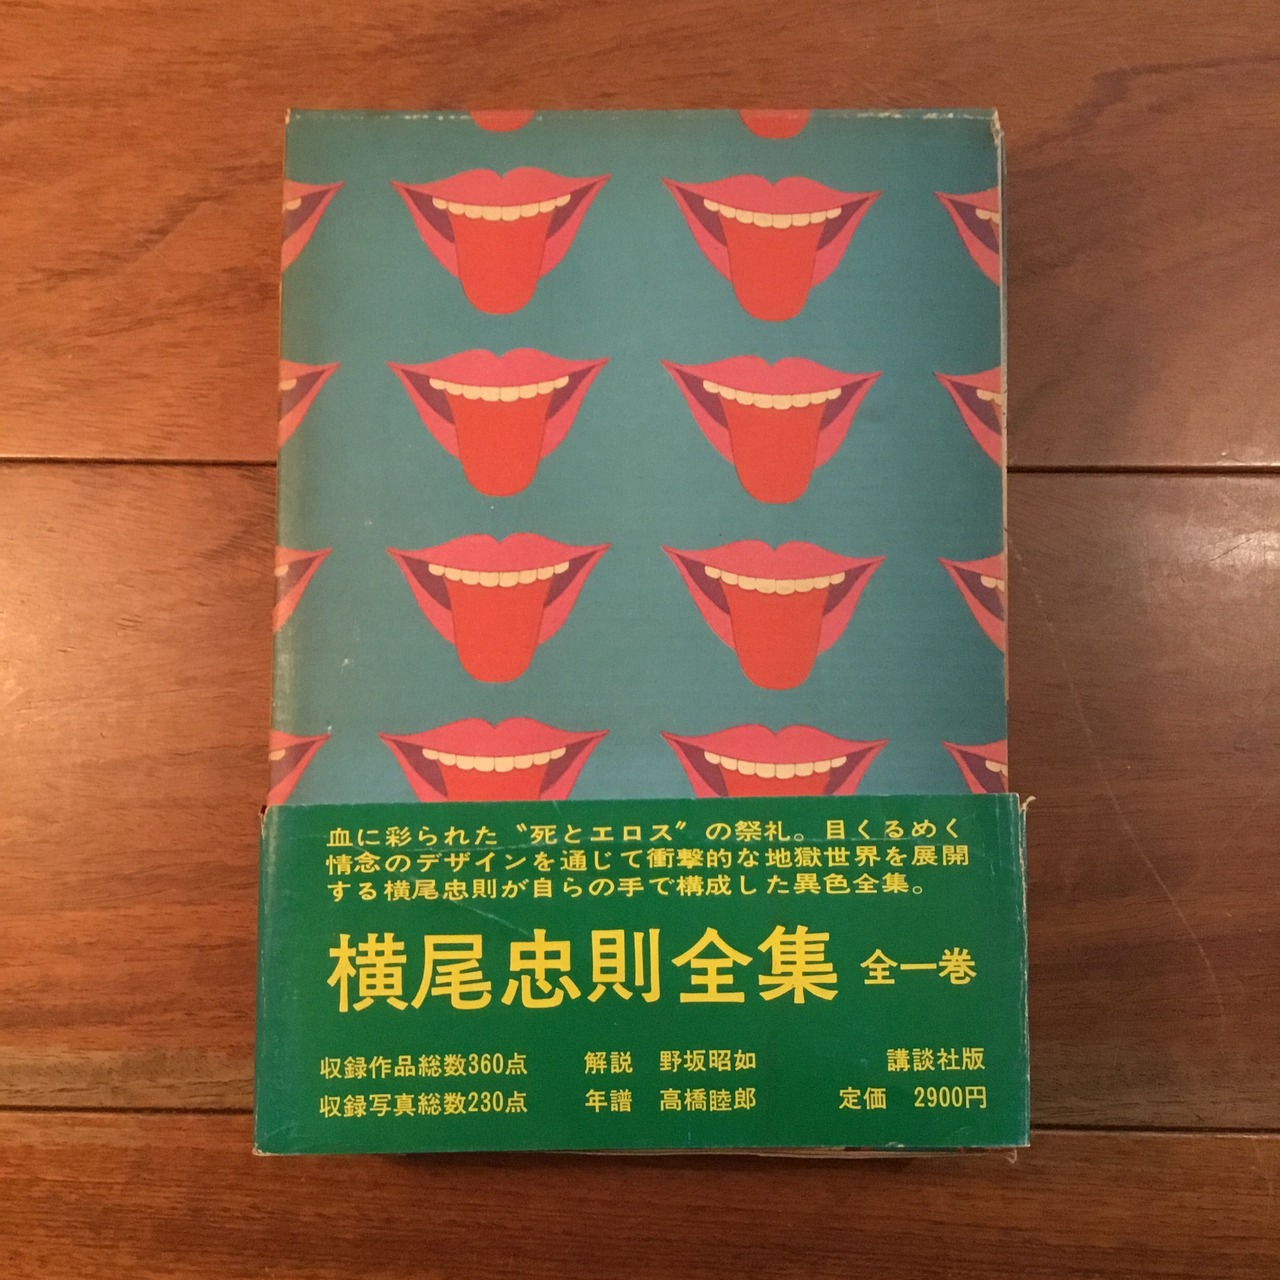 血に彩られた〝死とエロス〟の祭礼。目くるめく
情念のデザインを通じて衝撃的な地獄世界を展開
する横尾忠則が自らの手で構成した異色全集。
横尾忠則全集 全一巻
収録作品総数360点 解説 野坂昭如 講談社版
収録写真総数230点 年譜 高橋睦郎 定価 2900円